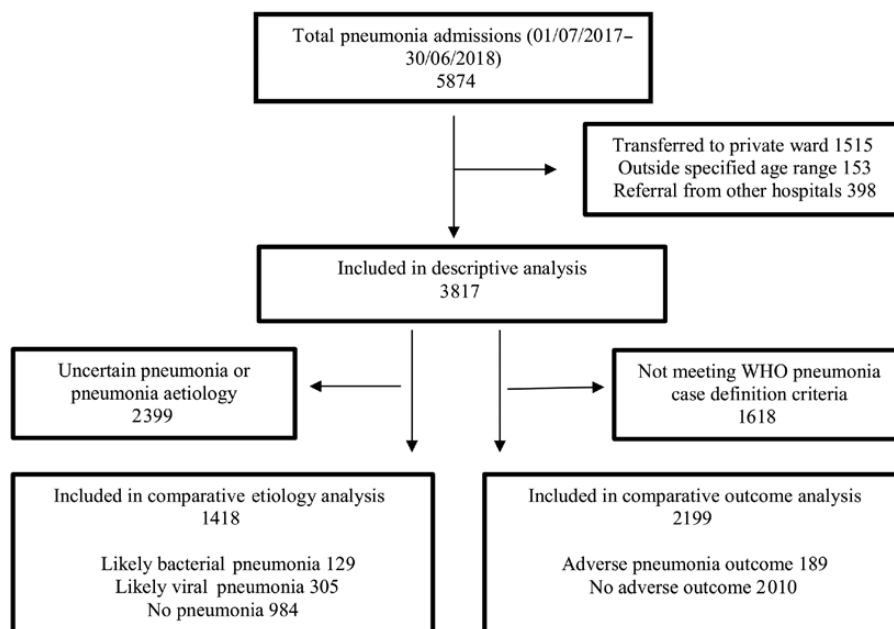 Total pneumonia admissions (01/07/2017–
30/06/2018)
5874
Transferred to private ward 1515
Outside specified age range 153
Referral from other hospitals 398
Included in descriptive analysis
3817
Uncertain pneumonia or
pneumonia aetiology
2399
Not meeting WHO pneumonia
case definition criteria
1618
Included in comparative etiology analysis
1418
Likely bacterial pneumonia 129
Likely viral pneumonia 305
No pneumonia 984
Included in comparative outcome analysis
2199
Adverse pneumonia outcome 189
No adverse outcome 2010